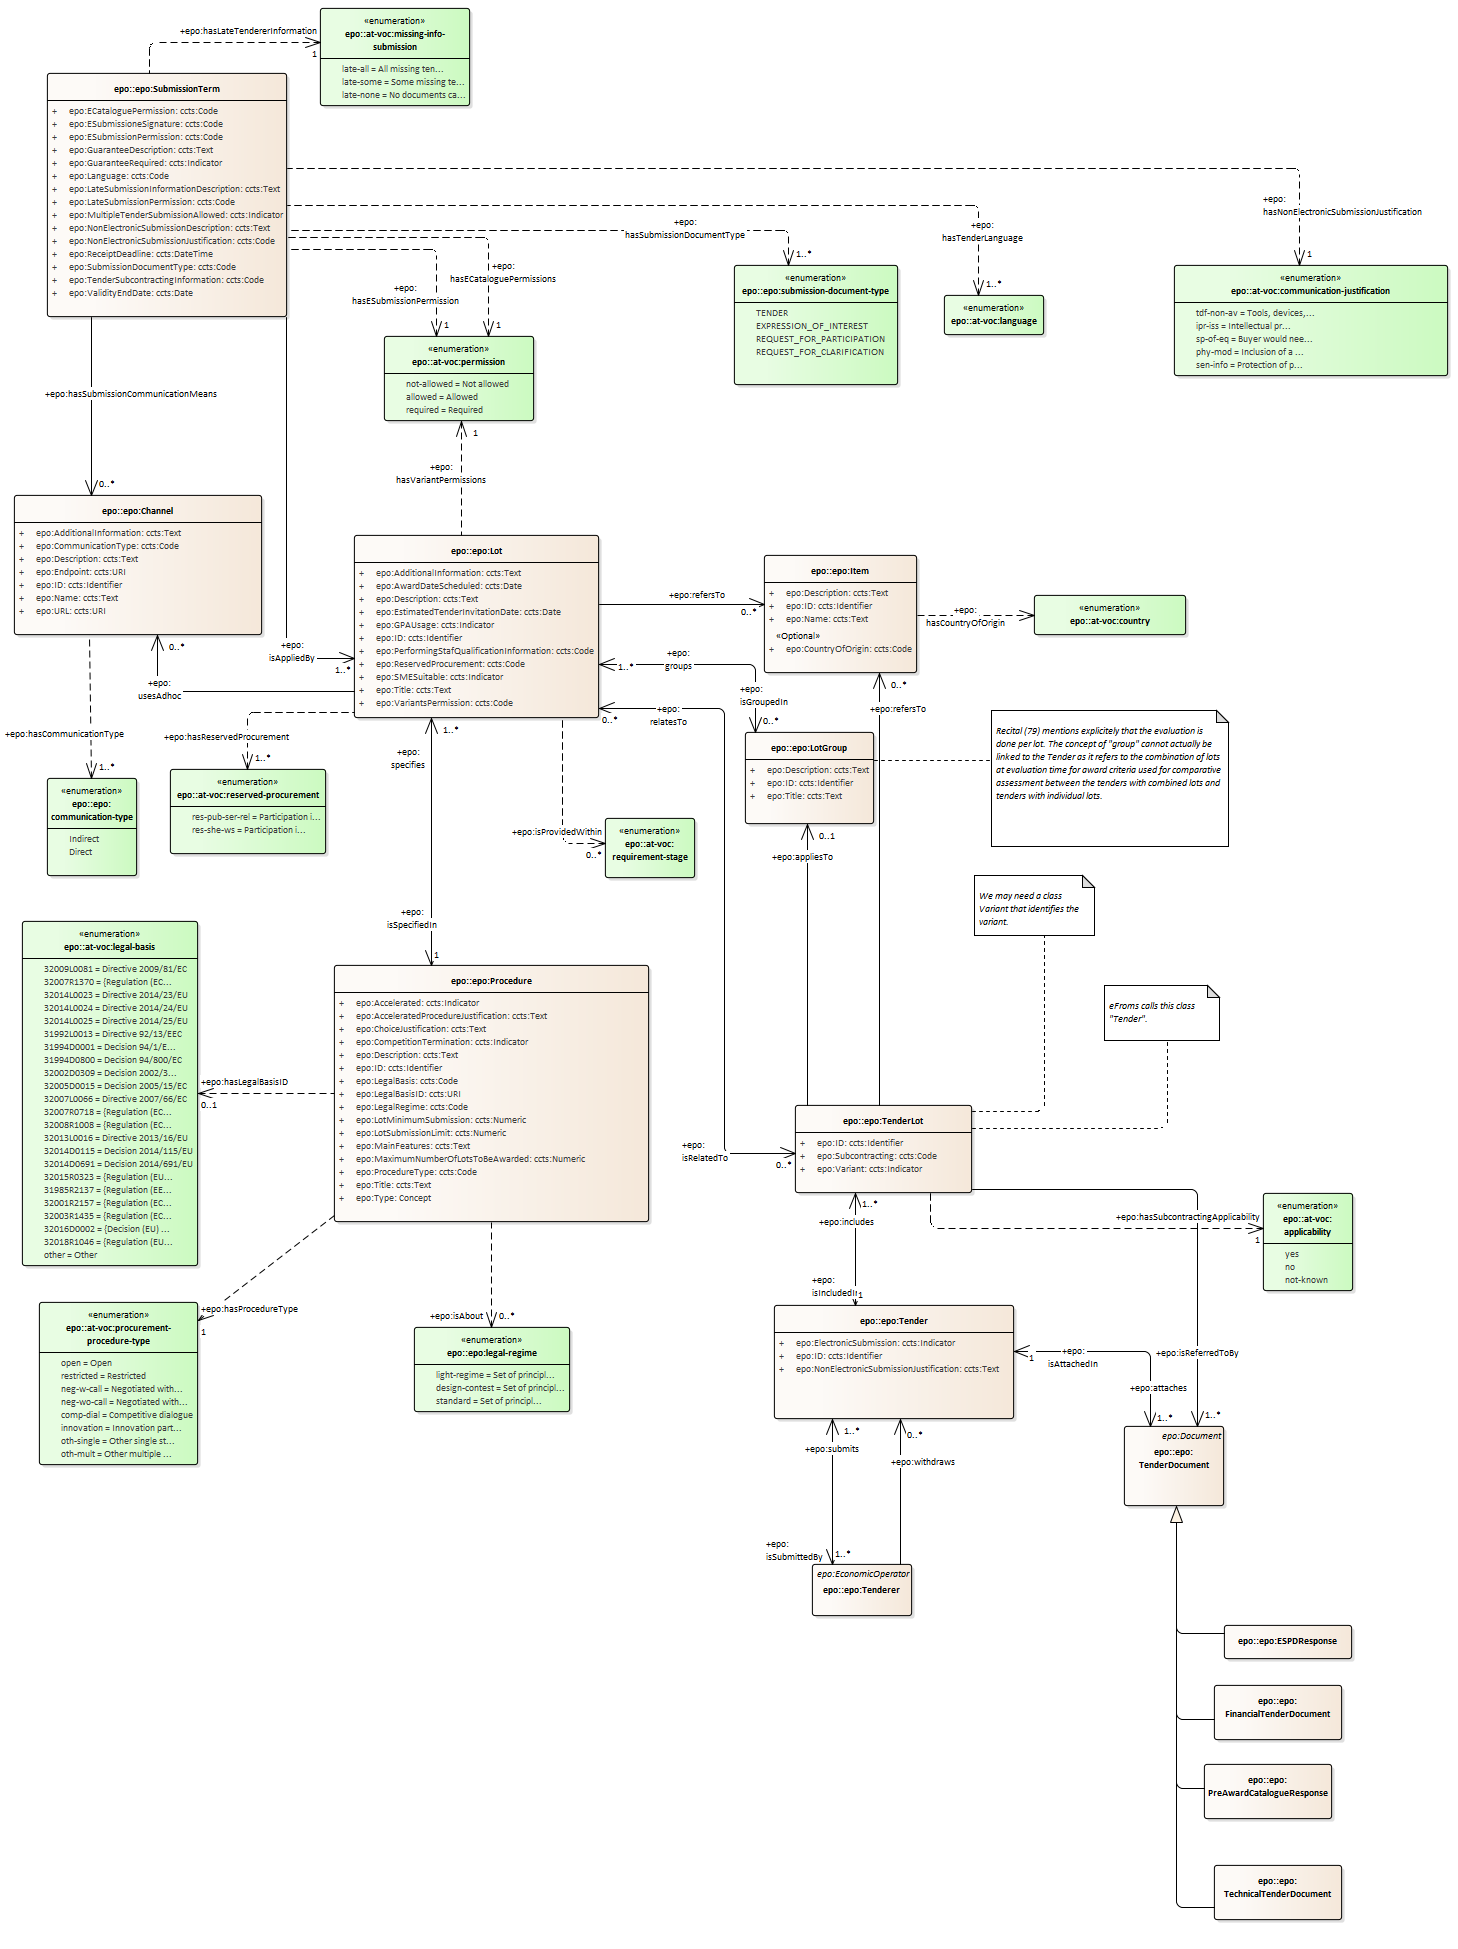 «enumeration»
epo::at-voc:missing-info-
submission
late-all = All missing ten...
late-some = Some missing te...
late-none = No documents ca...
+epo:hasLateTendererInformation
1
epo::epo:SubmissionTerm
+ epo:ECataloguePermission: ccts:Code
+ epo:ESubmissioneSignature: ccts:Code
+ epo:ESubmissionPermission: ccts:Code
+ epo:GuaranteeDescription: ccts:Text
+ epo:GuaranteeRequired: ccts:Indicator
+ epo:Language: ccts:Code
+ epo:LateSubmissionInformationDescription: ccts:Text
+ epo:LateSubmissionPermission: ccts:Code
+ epo:MultipleTenderSubmissionAllowed: ccts:Indicator
+ epo:NonElectronicSubmissionDescription: ccts:Text
+ epo:NonElectronicSubmissionJustification: ccts:Code
+ epo:ReceiptDeadline: ccts:DateTime
+ epo:SubmissionDocumentType: ccts:Code
+ epo:TenderSubcontractingInformation: ccts:Code
+ epo:ValidityEndDate: ccts:Date
+epo:
hasNonElectronicSubmissionJustification
1
+epo:
hasTenderLanguage
1..*
+epo:
hasSubmissionDocumentType
1..*
+epo:
hasECataloguePermissions
1
+epo:
hasESubmissionPermission
1
«enumeration»
epo::epo:submission-document-type
TENDER
EXPRESSION_OF_INTEREST
REQUEST_FOR_PARTICIPATION
REQUEST_FOR_CLARIFICATION
«enumeration»
epo::at-voc:language
«enumeration»
epo::at-voc:communication-justification
tdf-non-av = Tools, devices,...
ipr-iss = Intellectual pr...
sp-of-eq = Buyer would nee...
phy-mod = Inclusion of a ...
sen-info = Protection of p...
«enumeration»
epo::at-voc:permission
not-allowed = Not allowed
allowed = Allowed
required = Required
+epo:hasSubmissionCommunicationMeans
0..*
1
+epo:
hasVariantPermissions
epo::epo:Channel
+ epo:AdditionalInformation: ccts:Text
+ epo:CommunicationType: ccts:Code
+ epo:Description: ccts:Text
+ epo:Endpoint: ccts:URI
+ epo:ID: ccts:Identifier
+ epo:Name: ccts:Text
+ epo:URL: ccts:URI
epo::epo:Lot
+ epo:AdditionalInformation: ccts:Text
+ epo:AwardDateScheduled: ccts:Date
+ epo:Description: ccts:Text
+ epo:EstimatedTenderInvitationDate: ccts:Date
+ epo:GPAUsage: ccts:Indicator
+ epo:ID: ccts:Identifier
+ epo:PerformingStafQualificationInformation: ccts:Code
+ epo:ReservedProcurement: ccts:Code
+ epo:SMESuitable: ccts:Indicator
+ epo:Title: ccts:Text
+ epo:VariantsPermission: ccts:Code
+epo:refersTo
0..*
epo::epo:Item
+ epo:Description: ccts:Text
+ epo:ID: ccts:Identifier
+ epo:Name: ccts:Text
«Optional»
+ epo:CountryOfOrigin: ccts:Code
+epo:
hasCountryOfOrigin
«enumeration»
epo::at-voc:country
+epo:
isAppliedBy
1..*
0..*
+epo:
usesAdhoc
+epo:
groups
1..*
+epo:
isGroupedIn
0..*
0..*
+epo:refersTo
+epo:
relatesTo
0..*
+epo:hasCommunicationType
1..*
+epo:hasReservedProcurement
1..*
1..*
+epo:
specifies
epo::epo:LotGroup
+ epo:Description: ccts:Text
+ epo:ID: ccts:Identifier
+ epo:Title: ccts:Text
Recital (79) mentions explicitly that the evaluation is
done per lot. The concept of "group" cannot actually be
linked to the Tender as it refers to the combination of lots
at evaluation time for award criteria used for comparative
assessment between the tenders with combined lots and
tenders with individual lots.
«enumeration»
epo::epo:
communication-type
Indirect
Direct
«enumeration»
epo::at-voc:reserved-procurement
res-pub-ser-rel = Participation i...
res-she-ws = Participation i...
+epo:isProvidedWithin
0..*
«enumeration»
epo::at-voc:
requirement-stage
0..1
+epo:appliesTo
We may need a class
Variant that identifies the
variant.
eFroms calls this class
"Tender".
+epo:
isSpecifiedIn
1
«enumeration»
epo::at-voc:legal-basis
32009L0081 = Directive 2009/81/EC
32007R1370 = {Regulation (EC...
32014L0023 = Directive 2014/23/EU
32014L0024 = Directive 2014/24/EU
32014L0025 = Directive 2014/25/EU
31992L0013 = Directive 92/13/EEC
31994D0001 = Decision 94/1/E...
31994D0800 = Decision 94/800/EC
32002D0309 = Decision 2002/3...
32005D0015 = Decision 2005/15/EC
32007L0066 = Directive 2007/66/EC
32007R0718 = {Regulation (EC...
32008R1008 = {Regulation (EC...
32013L0016 = Directive 2013/16/EU
32014D0115 = Decision 2014/115/EU
32014D0691 = Decision 2014/691/EU
32015R0323 = {Regulation (EU...
31985R2137 = {Regulation (EE...
32001R2157 = {Regulation (EC...
32003R1435 = {Regulation (EC...
32016D0002 = {Decision (EU) ...
32018R1046 = {Regulation (EU...
other = Other
+epo:hasLegalBasisID
0..1
epo::epo:Procedure
+ epo:Accelerated: ccts:Indicator
+ epo:AcceleratedProcedureJustification: ccts:Text
+ epo:ChoiceJustification: ccts:Text
+ epo:CompetitionTermination: ccts:Indicator
+ epo:Description: ccts:Text
+ epo:ID: ccts:Identifier
+ epo:LegalBasis: ccts:Code
+ epo:LegalBasisID: ccts:URI
+ epo:LegalRegime: ccts:Code
+ epo:LotMinimumSubmission: ccts:Numeric
+ epo:LotSubmissionLimit: ccts:Numeric
+ epo:MainFeatures: ccts:Text
+ epo:MaximumNumberOfLotsToBeAwarded: ccts:Numeric
+ epo:ProcedureType: ccts:Code
+ epo:Title: ccts:Text
+ epo:Type: Concept
+epo:
isRelatedTo
0..*
epo::epo:TenderLot
+ epo:ID: ccts:Identifier
+ epo:Subcontracting: ccts:Code
+ epo:Variant: ccts:Indicator
1..*
+epo:includes
+epo:
isIncludedIn
1
+epo:hasSubcontractingApplicability
1
«enumeration»
epo::at-voc:
applicability
yes
no
not-known
+epo:hasProcedureType
1
«enumeration»
epo::at-voc:procurement-
procedure-type
open = Open
restricted = Restricted
neg-w-call = Negotiated with...
neg-wo-call = Negotiated with...
comp-dial = Competitive dialogue
innovation = Innovation part...
oth-single = Other single st...
oth-mult = Other multiple ...
+epo:isAbout
0..*
«enumeration»
epo::epo:legal-regime
light-regime = Set of principl...
design-contest = Set of principl...
standard = Set of principl...
epo::epo:Tender
+ epo:ElectronicSubmission: ccts:Indicator
+ epo:ID: ccts:Identifier
+ epo:NonElectronicSubmissionJustification: ccts:Text
1
+epo:
isAttachedIn
+epo:isReferredToBy
+epo:attaches
1..*
1..*
1..*
+epo:submits
0..*
+epo:withdraws
epo:Document
epo::epo:
TenderDocument
+epo:
isSubmittedBy
1..*
epo:EconomicOperator
epo::epo:Tenderer
epo::epo:ESPDResponse
epo::epo:
FinancialTenderDocument
epo::epo:
PreAwardCatalogueResponse
epo::epo:
TechnicalTenderDocument